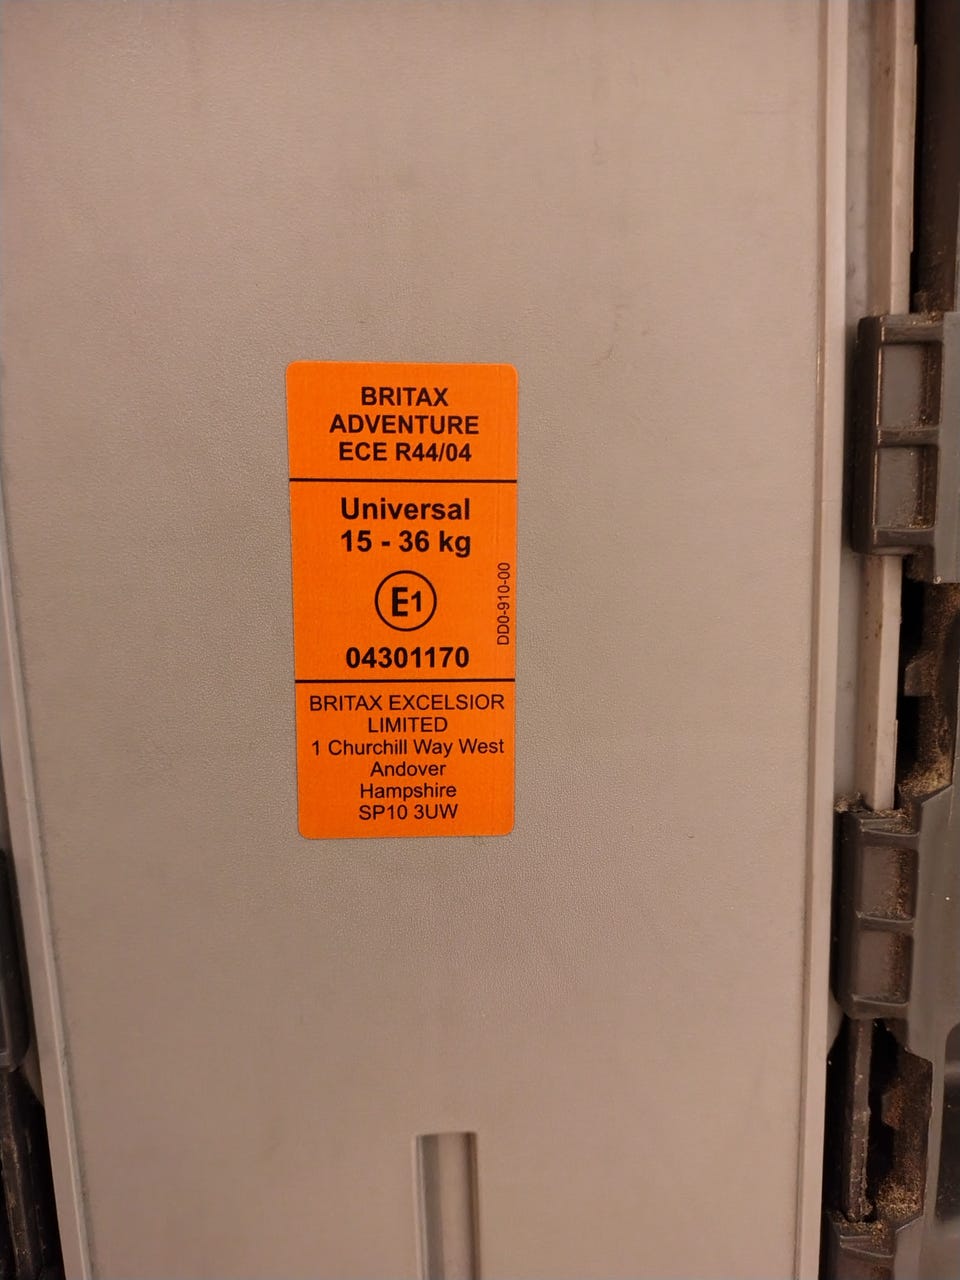 BRITAX
ADVENTURE
ECE R44/04
Universal
15 - 36 kg
E1
04301170
DD0-910-00
BRITAX EXCELSIOR
LIMITED
1 Churchill Way West
Andover
Hampshire
SP10 3UW